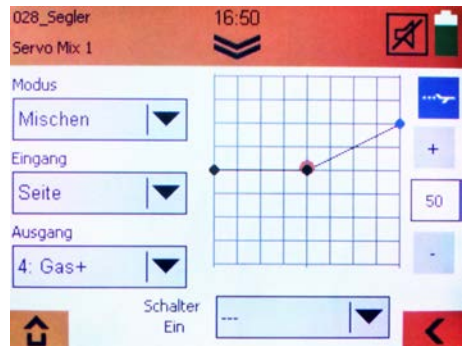 028_Segler 16:50
Servo Mix 1
Modus
Mischen
Eingang
Seite
+
50
Ausgang
4: Gas+
-
Schalter
Ein
---